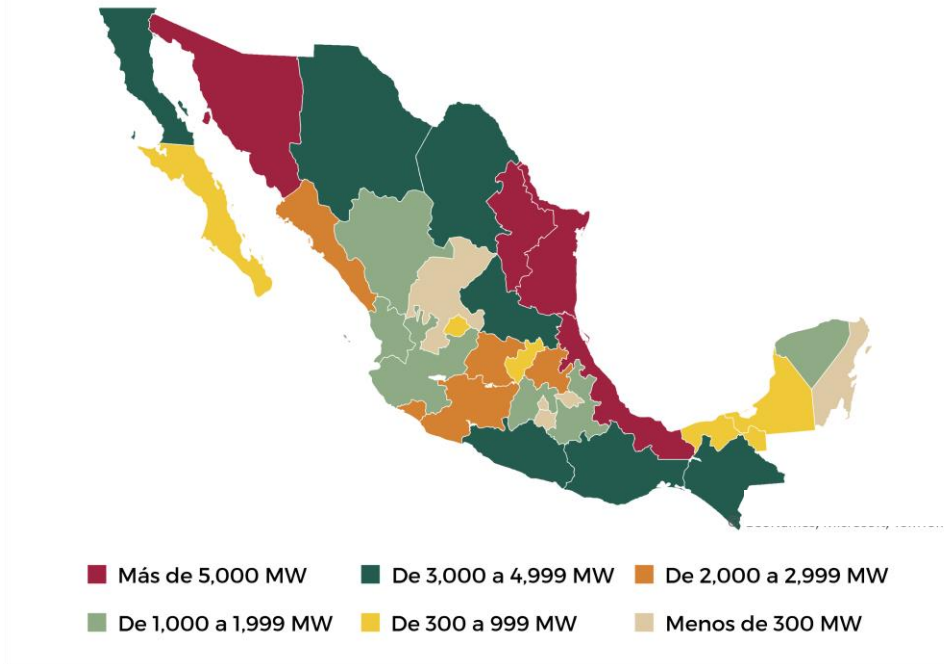 Más de 5,000 MW
De 3,000 a 4,999 MW
De 2,000 a 2,999 MW
De 1,000 a 1,999 MW
De 300 a 999 MW
Menos de 300 MW